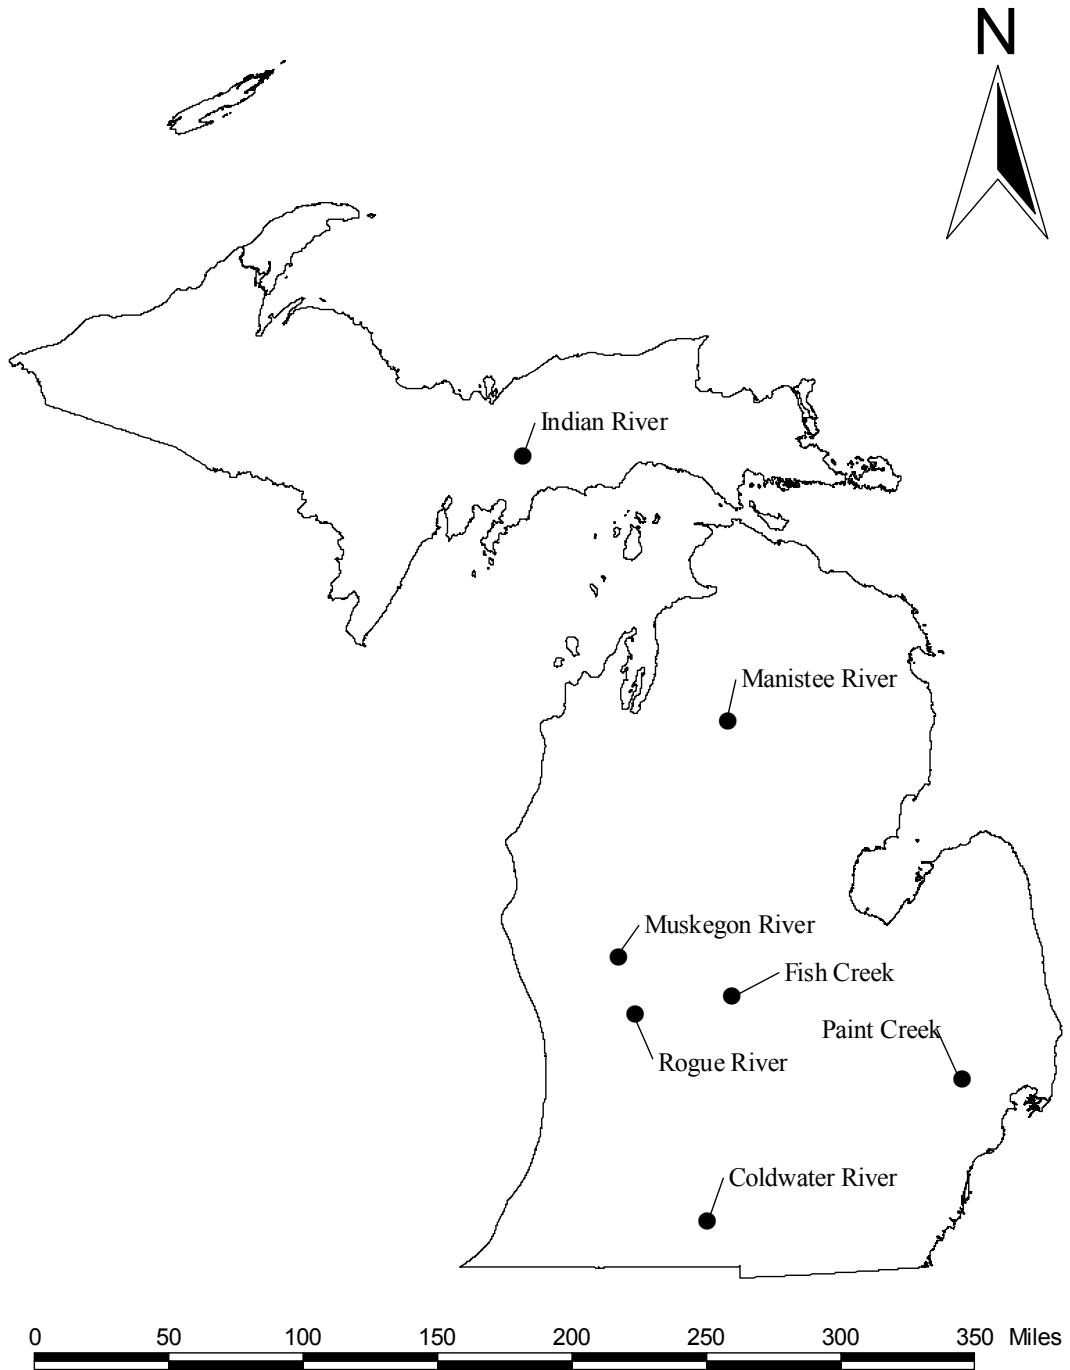 N
Indian River
Manistee River
Muskegon River
Fish Creek
Paint Creek
Rogue River
Coldwater River
0 50 100 150 200 250 300 350 Miles